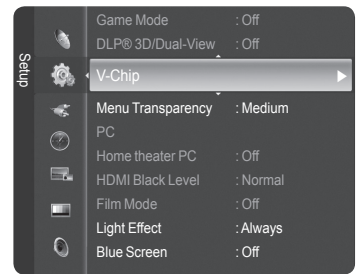 Setup
Game Mode : Off
DLP® 3D/Dual-View : Off
V-Chip
Menu Transparency : Medium
PC
Home theater PC : Off
HDMI Black Level : Normal
Film Mode : Off
Light Effect : Always
Blue Screen : Off